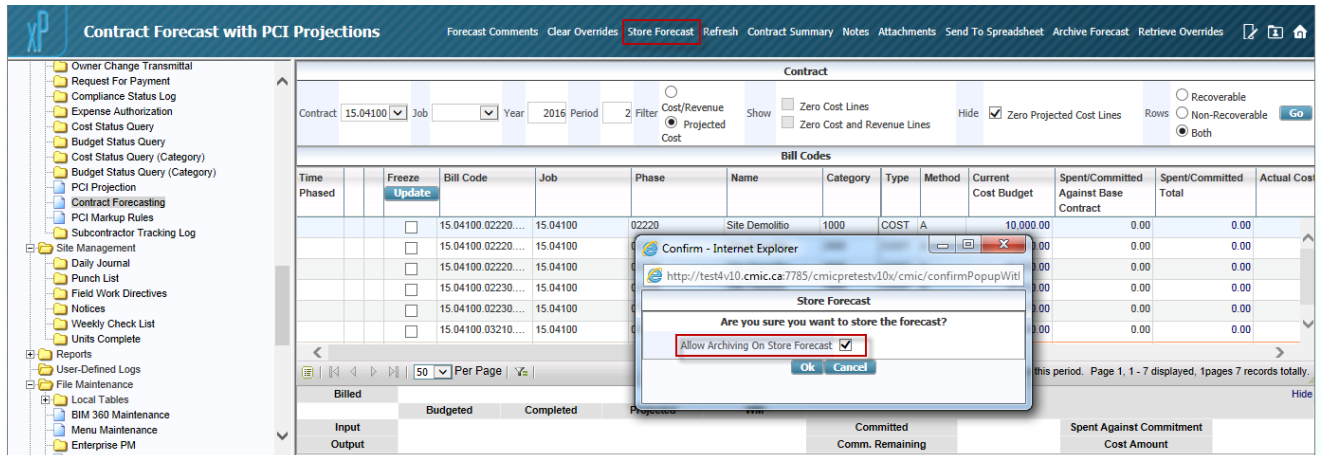 xP Contract Forecast with PCI Projections
Forecast Comments Clear Overrides Store Forecast Refresh Contract Summary Notes Attachments Send To Spreadsheet Archive Forecast Retrieve Overrides
Owner Change Transmittal
Request For Payment
Compliance Status Log
Expense Authorization
Cost Status Query
Budget Status Query
Cost Status Query (Category)
Budget Status Query (Category)
PCI Projection
Contract Forecasting
PCI Markup Rules
Subcontractor Tracking Log
Site Management
Daily Journal
Punch List
Field Work Directives
Notices
Weekly Check List
Units Complete
Reports
User-Defined Logs
File Maintenance
Local Tables
BIM 360 Maintenance
Menu Maintenance
Enterprise PM
Contract
Contract 15.04100 Job Year 2016 Period 2 Filter Cost/Revenue Projected Cost
Show Zero Cost Lines
Zero Cost and Revenue Lines
Hide Zero Projected Cost Lines
Rows Recoverable
Non-Recoverable
Both
Go
Bill Codes
Time Phased Freeze Update Bill Code Job Phase Name Category Type Method Current Cost Budget Spent/Committed Against Base Contract Spent/Committed Total Actual Cost
15.04100.02220.... 15.04100 02220 Site Demolitio 1000 COST A 10,000.00 0.00 0.00
15.04100.02220.... 15.04100 0.00 0.00
15.04100.02220.... 15.04100 0.00 0.00
15.04100.02230.... 15.04100 0.00 0.00
15.04100.02230.... 15.04100 0.00 0.00
15.04100.03210.... 15.04100 0.00 0.00
50 Per Page
this period. Page 1, 1 - 7 displayed, 1pages 7 records totally.
Hide
Billed
Budgeted Completed Projected
Input Committed Spent Against Commitment
Output Comm. Remaining Cost Amount
Confirm - Internet Explorer
http://test4v10.cmic.ca:7785/cmicpretestv10x/cmic/confirmPopupWitl
Store Forecast
Are you sure you want to store the forecast?
Allow Archiving On Store Forecast
Ok Cancel